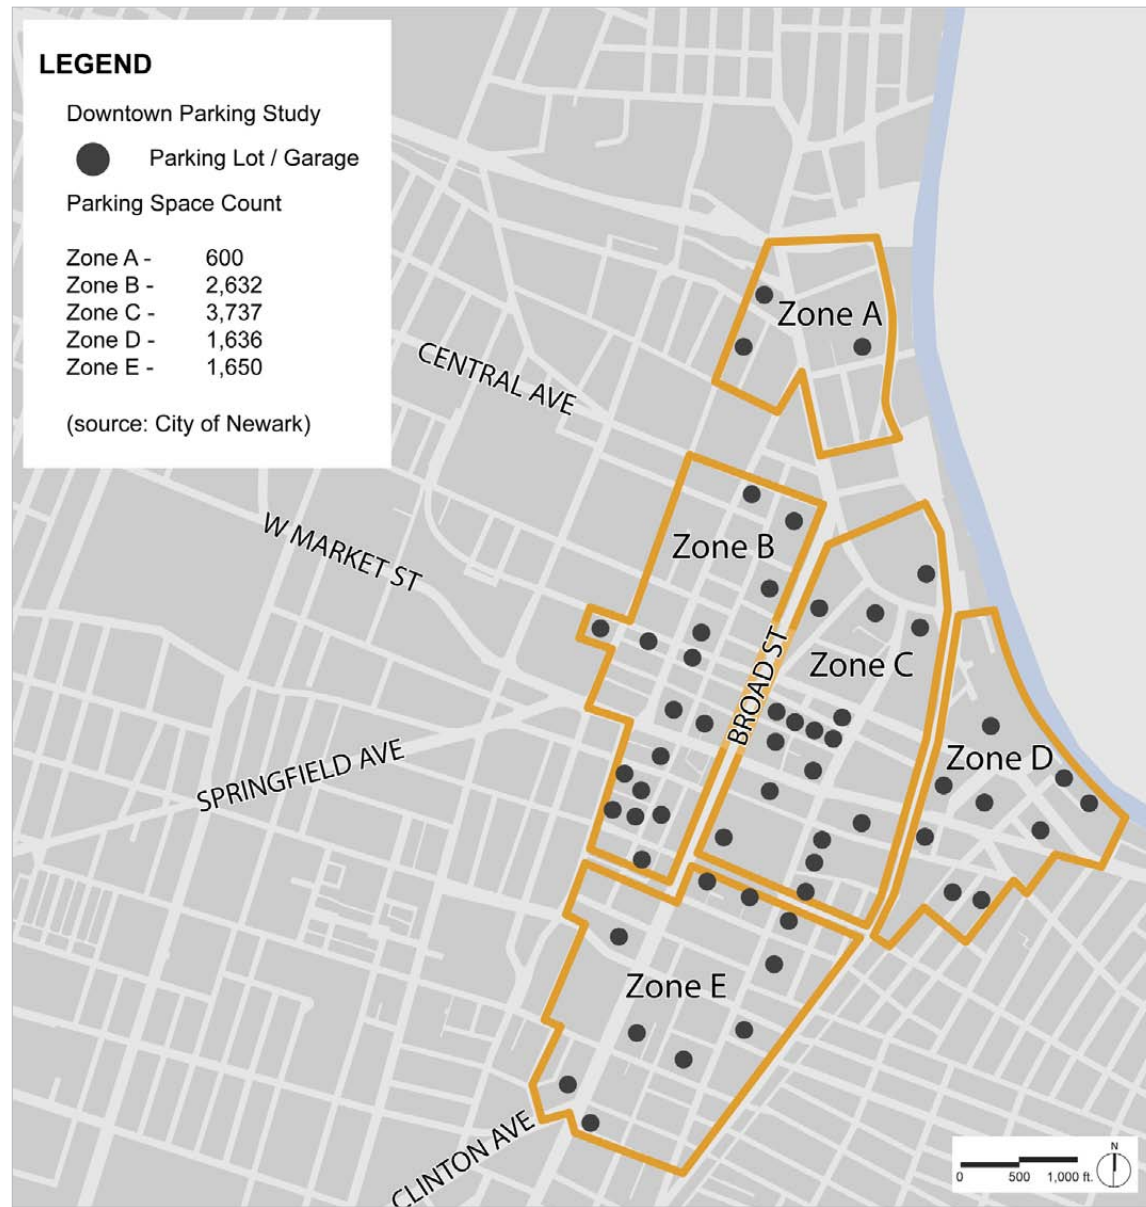 LEGEND
Downtown Parking Study
Parking Lot / Garage
Parking Space Count
Zone A - 600
Zone B - 2,632
Zone C - 3,737
Zone D - 1,636
Zone E - 1,650
(source: City of Newark)
Zone A
CENTRAL AVE
W MARKET ST
Zone B
BROAD ST
Zone C
SPRINGFIELD AVE
Zone D
Zone E
CLINTON AVE
N
0 500 1,000 ft.